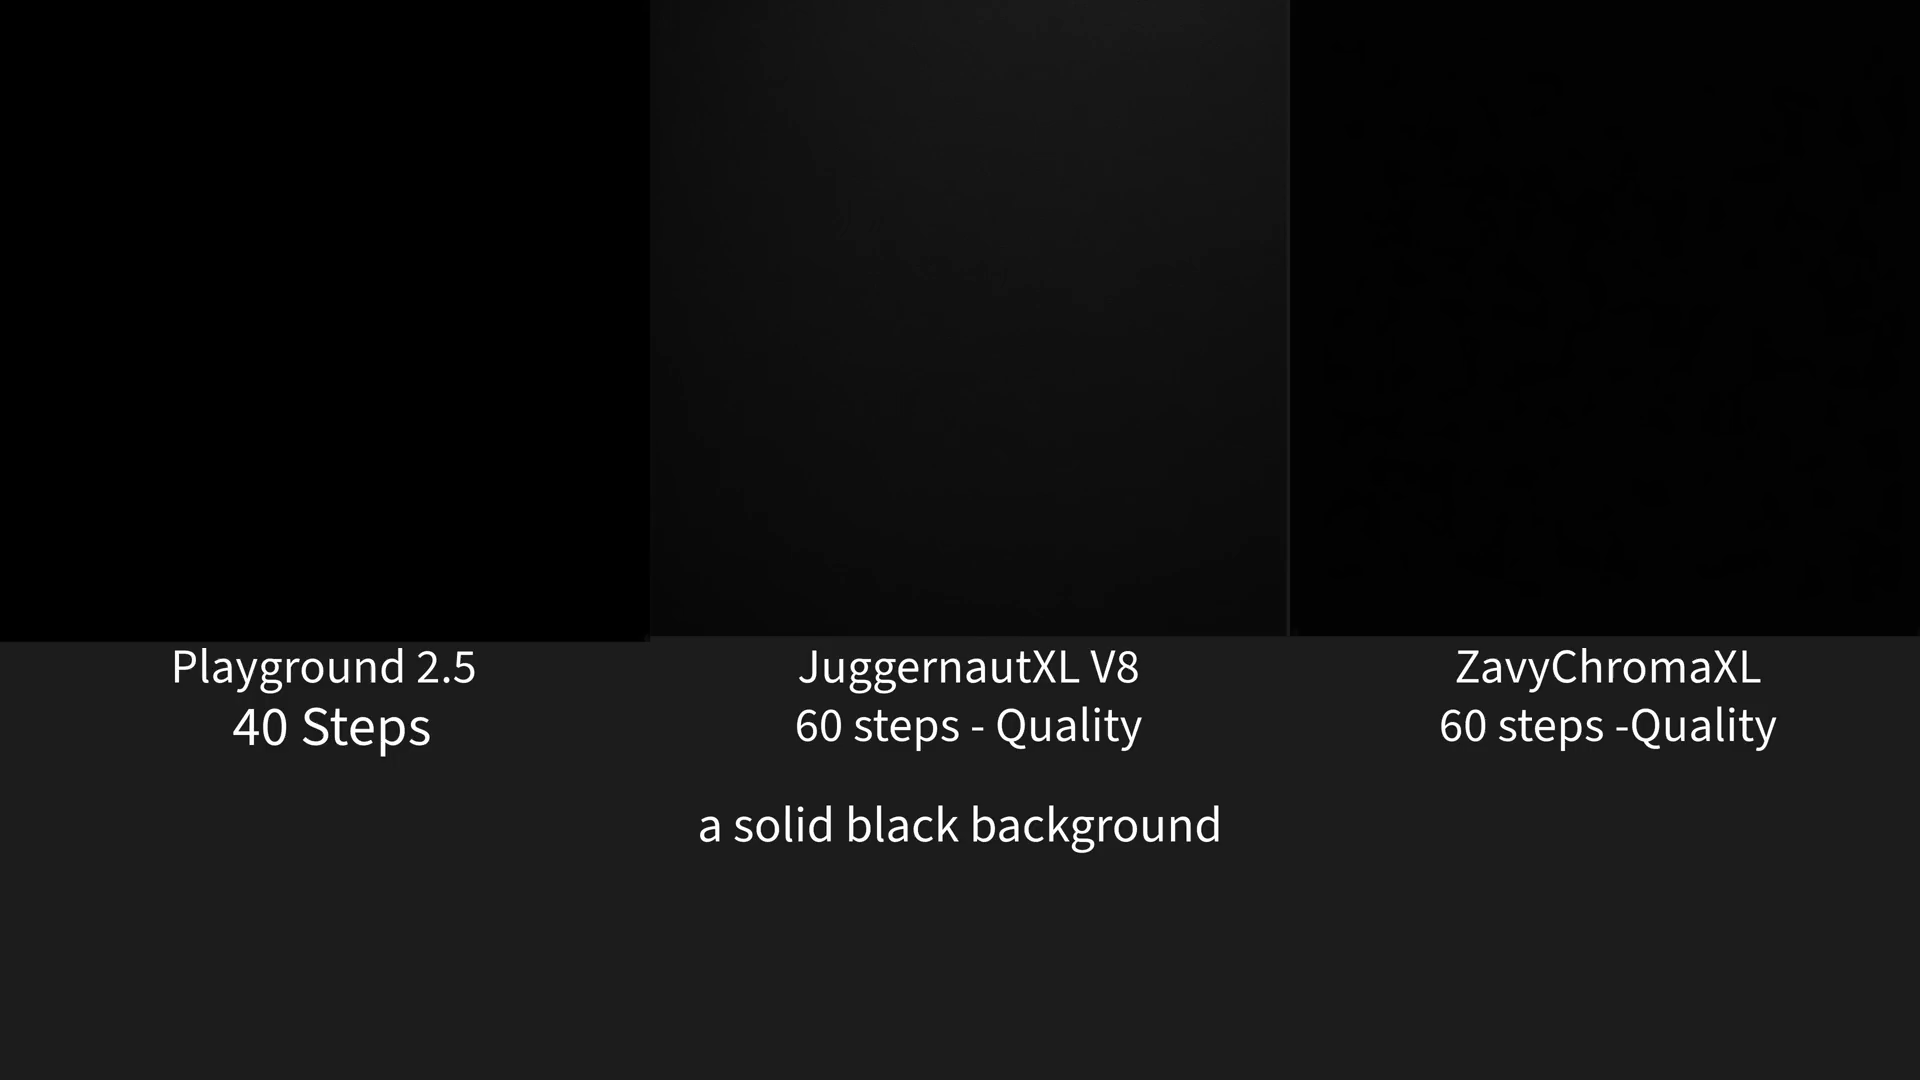 Playground 2.5
40 Steps
JuggernautXL V8
60 steps - Quality
ZavyChromaXL
60 steps -Quality
a solid black background